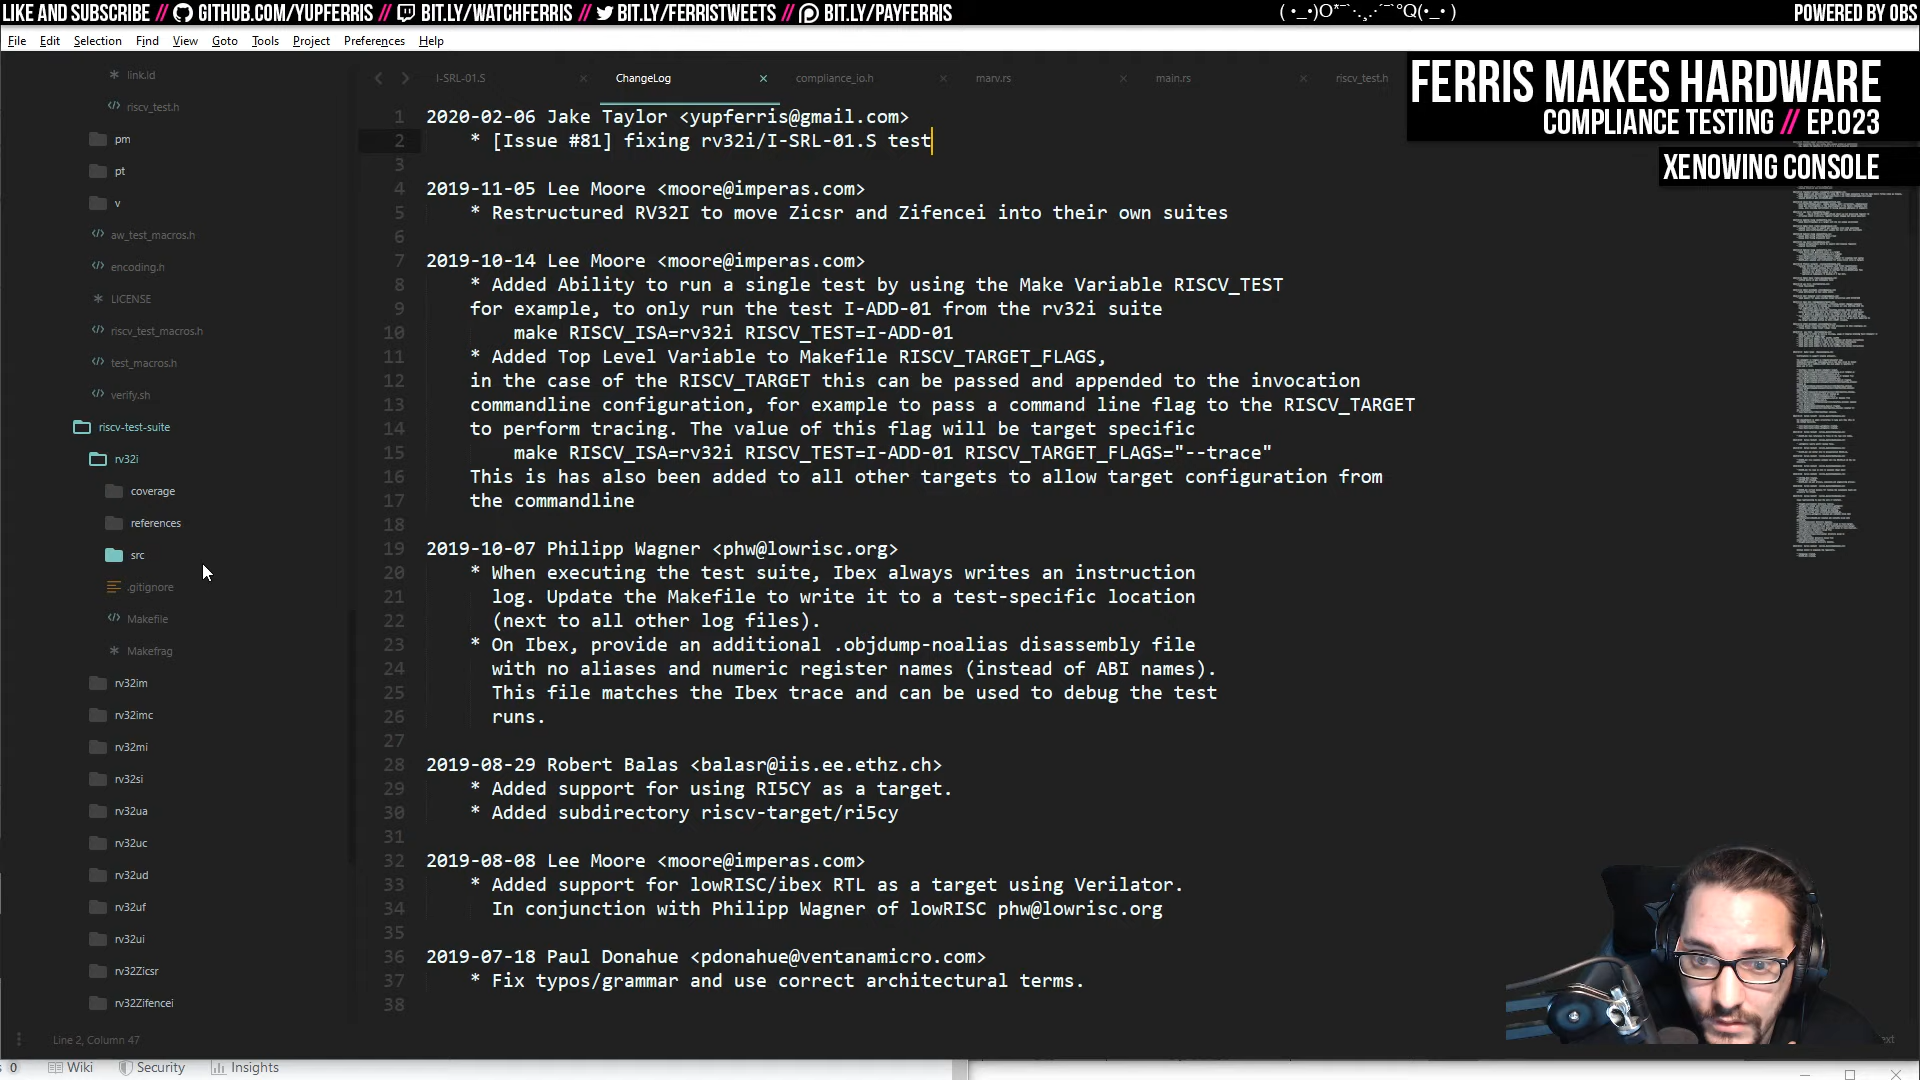 LIKE AND SUBSCRIBE // GITHUB.COM/YUPFERRIS // BIT.LY/WATCHFERRIS // BIT.LY/FERRISTWEETS // BIT.LY/PAYFERRIS
POWERED BY OBS
File Edit Selection Find View Goto Tools Project Preferences Help
FERRIS MAKES HARDWARE
COMPLIANCE TESTING // EP.023
XENOWING CONSOLE
link.ld
riscv_test.h
pm
pt
v
aw_test_macros.h
encoding.h
LICENSE
riscv_test_macros.h
test_macros.h
verify.sh
riscv-test-suite
rv32i
coverage
references
src
.gitignore
Makefile
Makefrag
rv32im
rv32imc
rv32mi
rv32si
rv32ua
rv32uc
rv32ud
rv32uf
rv32ui
rv32Zicsr
rv32Zifencei
I-SRL-01.S ChangeLog compliance_io.h marv.rs main.rs riscv_test.h
1 2020-02-06 Jake Taylor <yupferris@gmail.com>
2 * [Issue #81] fixing rv32i/I-SRL-01.S test
3
4 2019-11-05 Lee Moore <moore@imperas.com>
5 * Restructured RV32I to move Zicsr and Zifencei into their own suites
6
7 2019-10-14 Lee Moore <moore@imperas.com>
8 * Added Ability to run a single test by using the Make Variable RISCV_TEST
9 for example, to only run the test I-ADD-01 from the rv32i suite
10 make RISCV_ISA=rv32i RISCV_TEST=I-ADD-01
11 * Added Top Level Variable to Makefile RISCV_TARGET_FLAGS,
12 in the case of the RISCV_TARGET this can be passed and appended to the invocation
13 commandline configuration, for example to pass a command line flag to the RISCV_TARGET
14 to perform tracing. The value of this flag will be target specific
15 make RISCV_ISA=rv32i RISCV_TEST=I-ADD-01 RISCV_TARGET_FLAGS="--trace"
16 This is has also been added to all other targets to allow target configuration from
17 the commandline
18
19 2019-10-07 Philipp Wagner <phw@lowrisc.org>
20 * When executing the test suite, Ibex always writes an instruction
21 log. Update the Makefile to write it to a test-specific location
22 (next to all other log files).
23 * On Ibex, provide an additional .objdump-noalias disassembly file
24 with no aliases and numeric register names (instead of ABI names).
25 This file matches the Ibex trace and can be used to debug the test
26 runs.
27
28 2019-08-29 Robert Balas <balasr@iis.ee.ethz.ch>
29 * Added support for using RI5CY as a target.
30 * Added subdirectory riscv-target/ri5cy
31
32 2019-08-08 Lee Moore <moore@imperas.com>
33 * Added support for lowRISC/ibex RTL as a target using Verilator.
34 In conjunction with Philipp Wagner of lowRISC phw@lowrisc.org
35
36 2019-07-18 Paul Donahue <pdonahue@ventanamicro.com>
37 * Fix typos/grammar and use correct architectural terms.
38
Line 2, Column 47
0 Wiki Security Insights